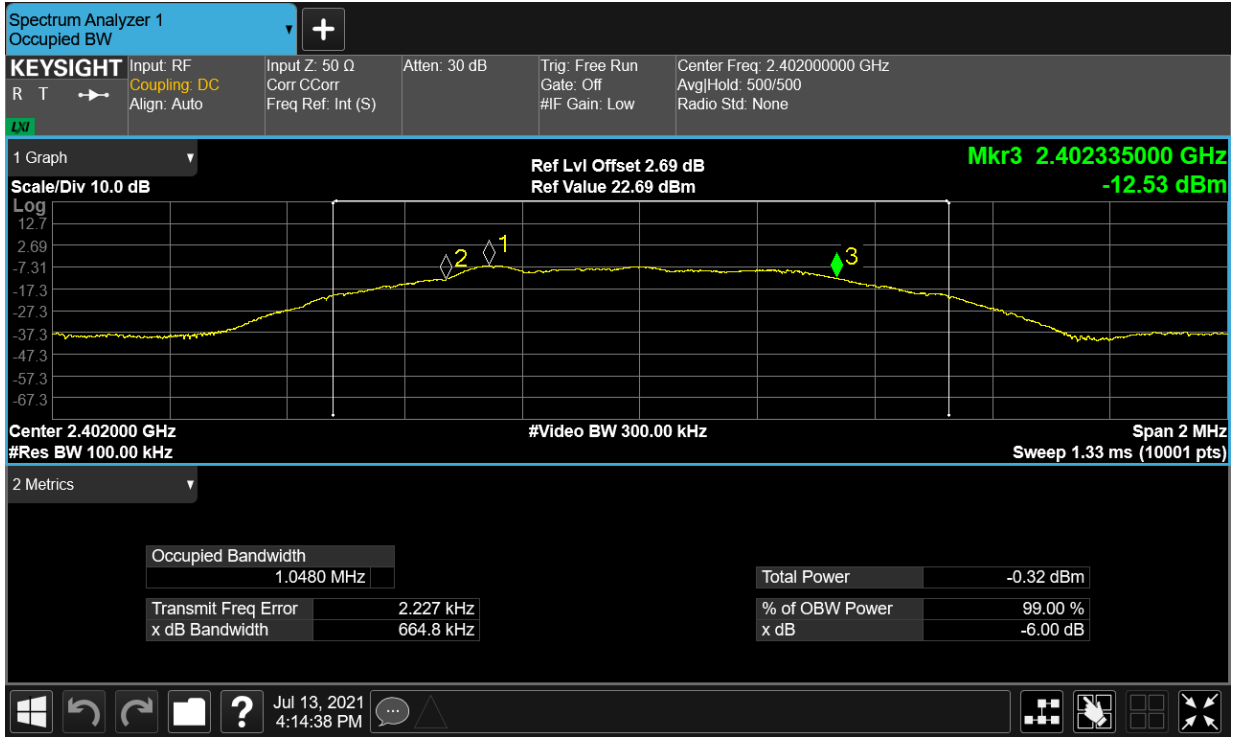 Spectrum Analyzer 1
Occupied BW
KEYSIGHT
R T
LXI
Input: RF
Coupling: DC
Align: Auto
Input Z: 50 Ω
Corr CCorr
Freq Ref: Int (S)
Atten: 30 dB
Trig: Free Run
Gate: Off
#IF Gain: Low
Center Freq: 2.402000000 GHz
Avg|Hold: 500/500
Radio Std: None
1 Graph
Scale/Div 10.0 dB
Ref Lvl Offset 2.69 dB
Ref Value 22.69 dBm
Mkr3 2.402335000 GHz
-12.53 dBm
Log
12.7
2.69
-7.31
-17.3
-27.3
-37.3
-47.3
-57.3
-67.3
2
1
3
Center 2.402000 GHz
#Res BW 100.00 kHz
#Video BW 300.00 kHz
Span 2 MHz
Sweep 1.33 ms (10001 pts)
2 Metrics
Occupied Bandwidth
1.0480 MHz
Transmit Freq Error 2.227 kHz
x dB Bandwidth 664.8 kHz
Total Power -0.32 dBm
% of OBW Power 99.00 %
x dB -6.00 dB
?
Jul 13, 2021
4:14:38 PM